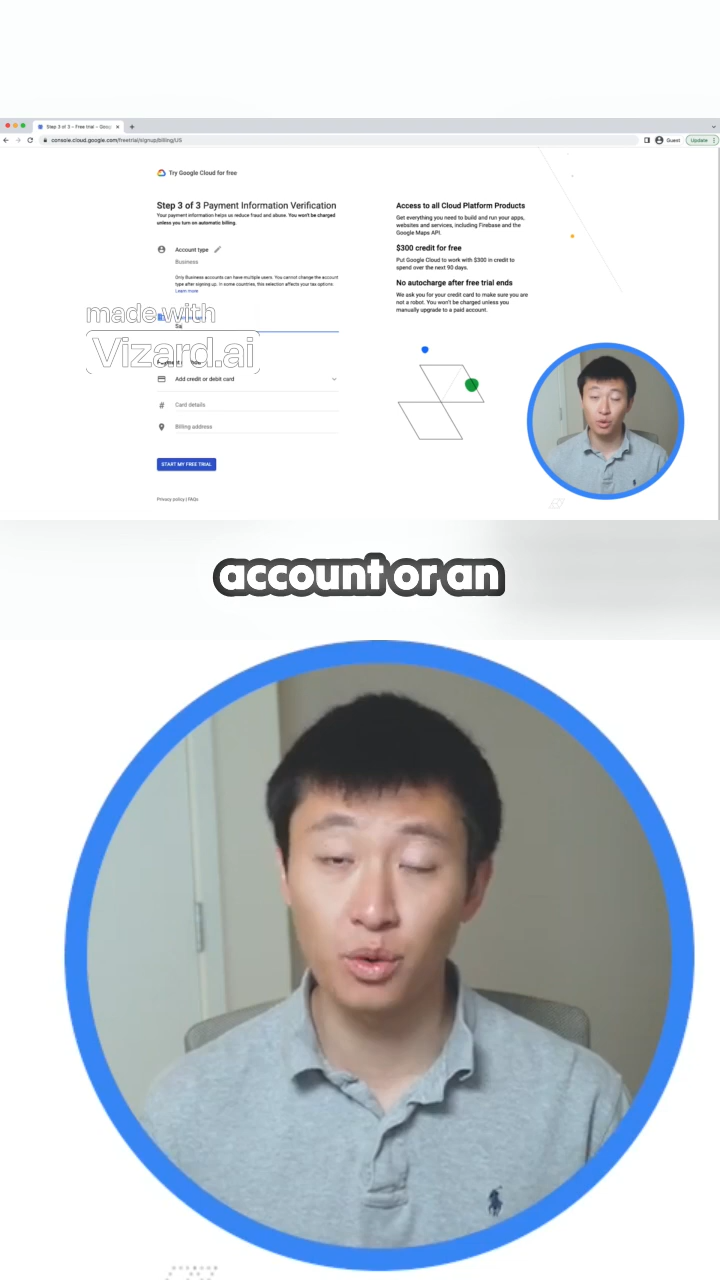 Step 3 of 3 – Free trial – Goog
console.cloud.google.com/freetrial/signup/billing/US
Guest
Update
Try Google Cloud for free
Step 3 of 3 Payment Information Verification
Your payment information helps us reduce fraud and abuse. You won't be charged
unless you turn on automatic billing.
Account type
Business
Only Business accounts can have multiple users. You cannot change the account
type after signing up. In some countries, this selection affects your tax options.
Learn more
made with
Vizard.ai
Add credit or debit card
# Card details
Billing address
START MY FREE TRIAL
Privacy policy | FAQs
Access to all Cloud Platform Products
Get everything you need to build and run your apps,
websites and services, including Firebase and the
Google Maps API.
$300 credit for free
Put Google Cloud to work with $300 in credit to
spend over the next 90 days.
No autocharge after free trial ends
We ask you for your credit card to make sure you are
not a robot. You won't be charged unless you
manually upgrade to a paid account.
account or an